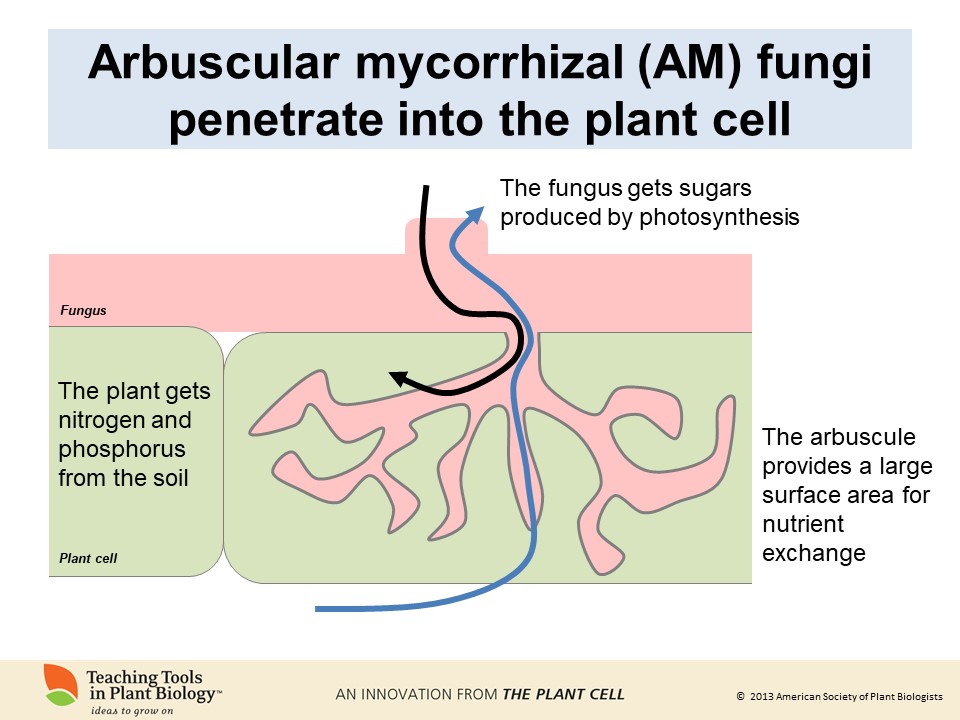 Arbuscular mycorrhizal (AM) fungi
penetrate into the plant cell
The fungus gets sugars
produced by photosynthesis
Fungus
The plant gets
nitrogen and
phosphorus
from the soil
Plant cell
The arbuscule
provides a large
surface area for
nutrient
exchange
Teaching Tools
in Plant Biology™
ideas to grow on
AN INNOVATION FROM THE PLANT CELL
© 2013 American Society of Plant Biologists